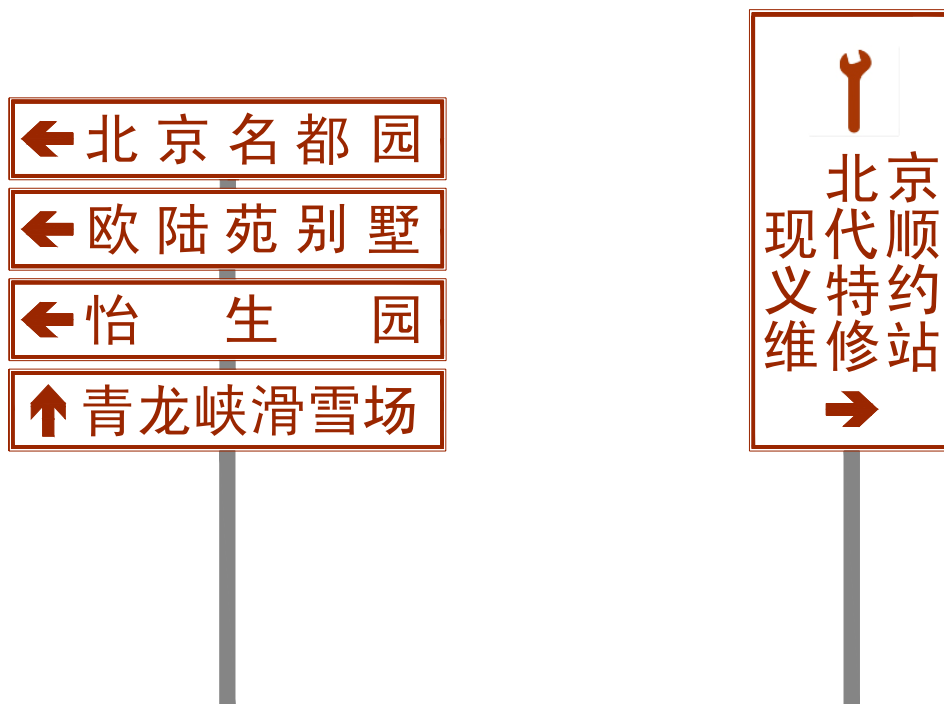 北京名都园
欧陆苑别墅
怡生园
青龙峡滑雪场
北京
现代顺
义特约
维修站